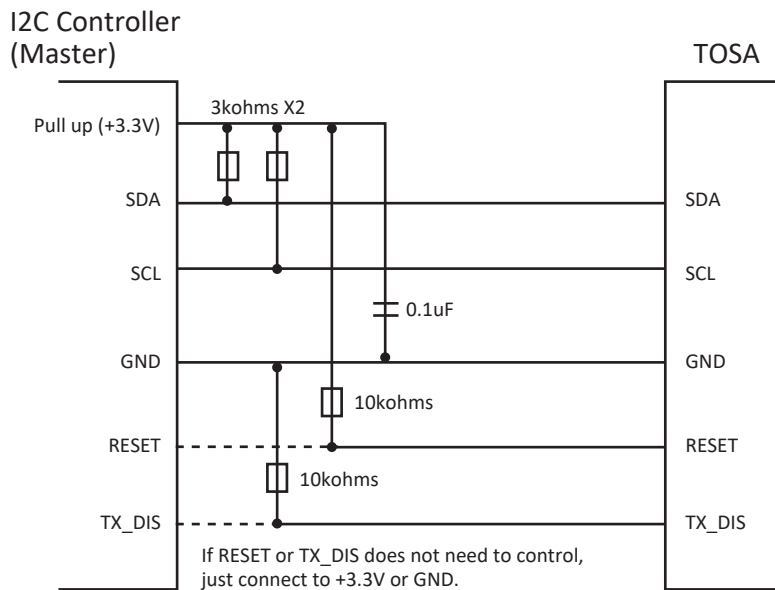 I2C Controller
(Master)
TOSA
3kohms X2
Pull up (+3.3V)
SDA
SDA
SCL
SCL
0.1uF
GND
GND
10kohms
RESET
RESET
10kohms
TX_DIS
TX_DIS
If RESET or TX_DIS does not need to control,
just connect to +3.3V or GND.